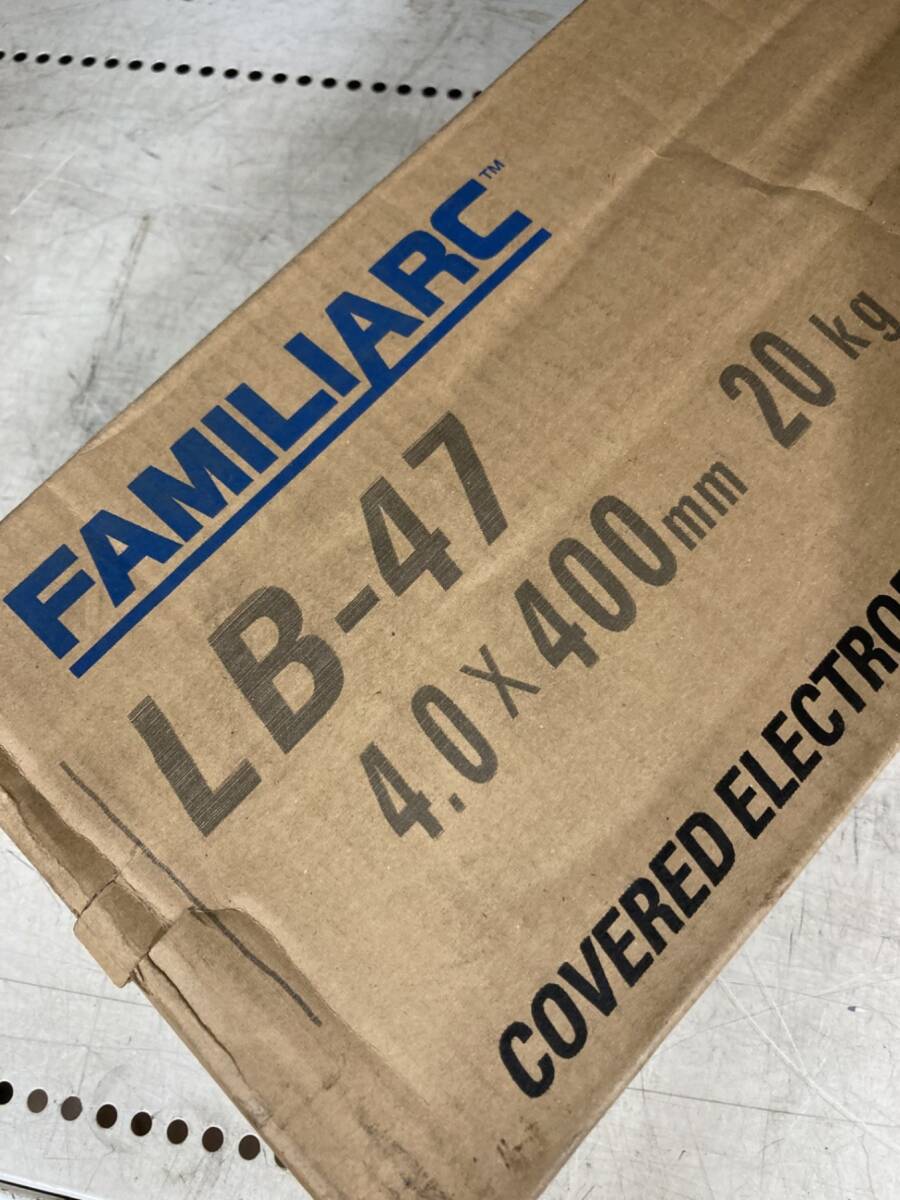 FAMILIARC™
LB-47
4.0×400mm 20kg
COVERED